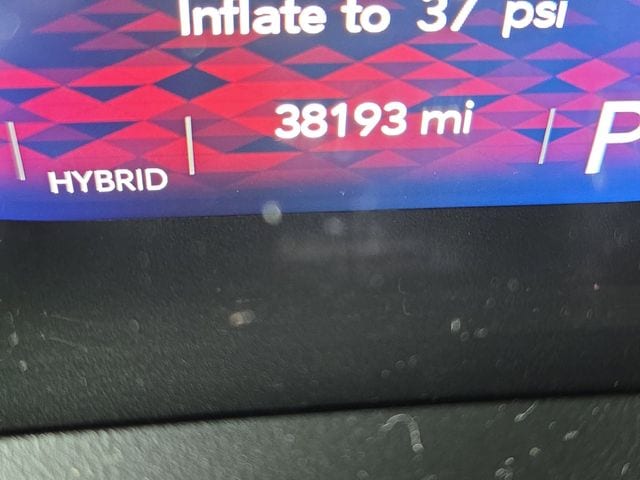 Inflate to 37 psi
38193 mi
HYBRID
P